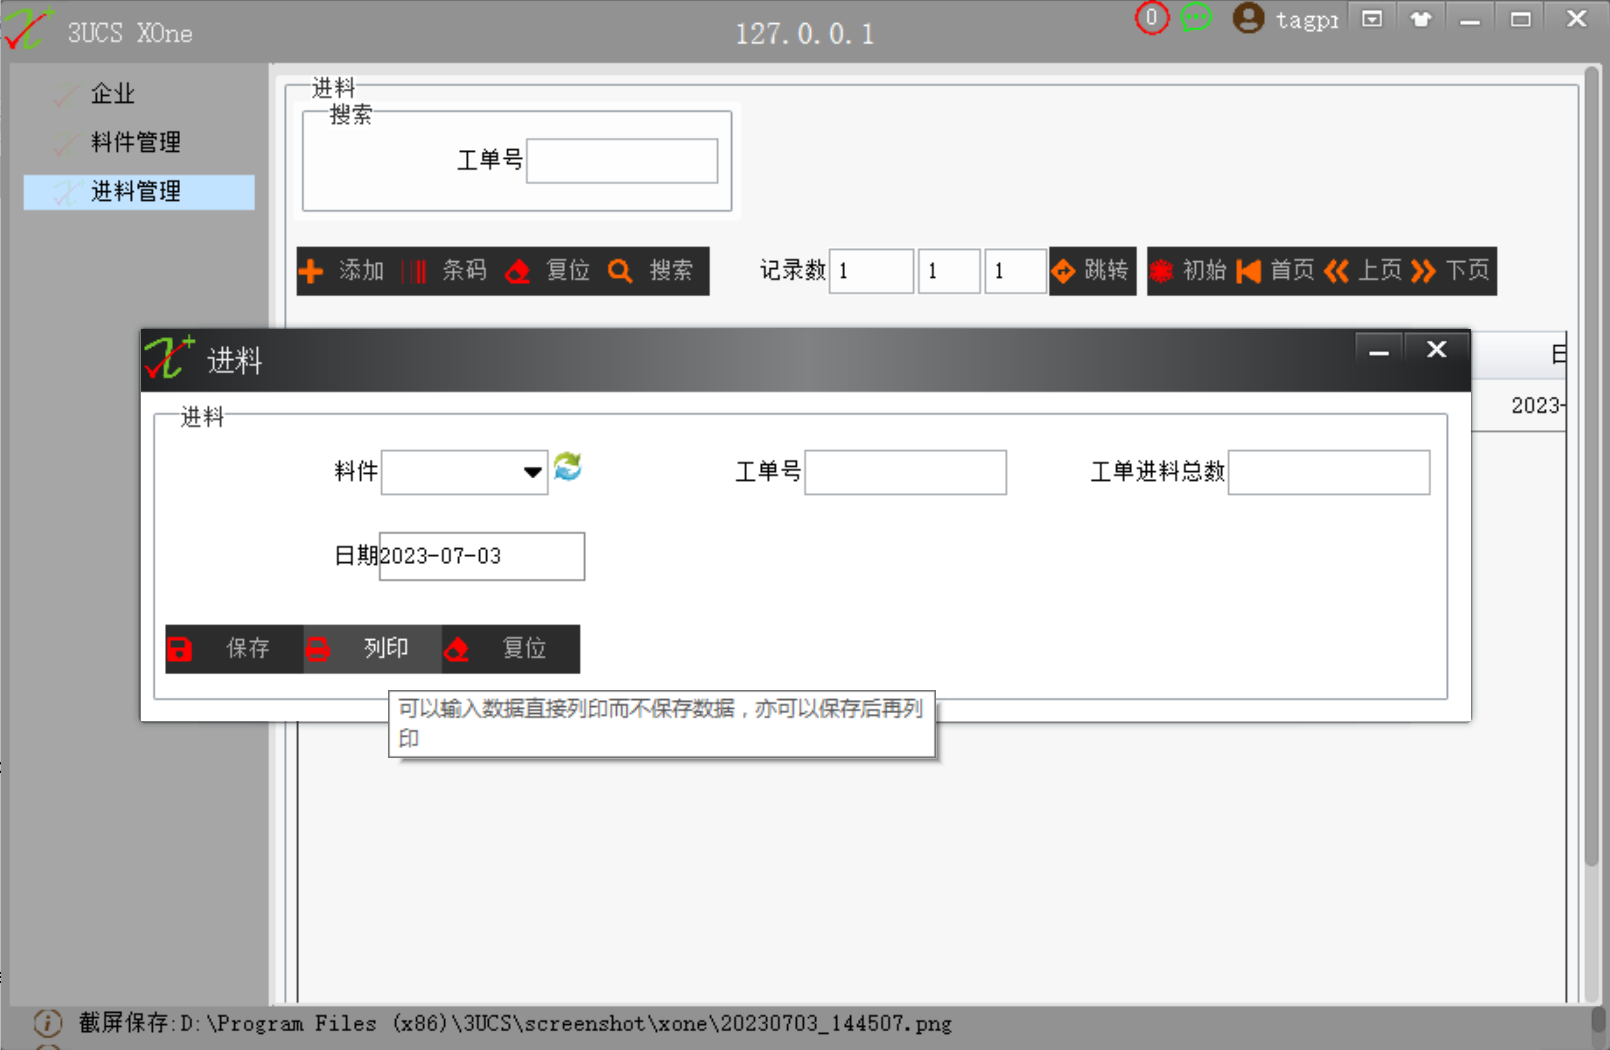 3UCS XOne
127.0.0.1
0
tagpr
企业
料件管理
进料管理
进料
搜索
工单号
添加 条码 复位 搜索
记录数 1 1 1 跳转 初始 首页 上页 下页
进料
日
2023-
进料
料件 工单号 工单进料总数
日期2023-07-03
保存 列印 复位
可以输入数据直接列印而不保存数据，亦可以保存后再列
印
截屏保存:D:\Program Files (x86)\3UCS\screenshot\xone\20230703_144507.png